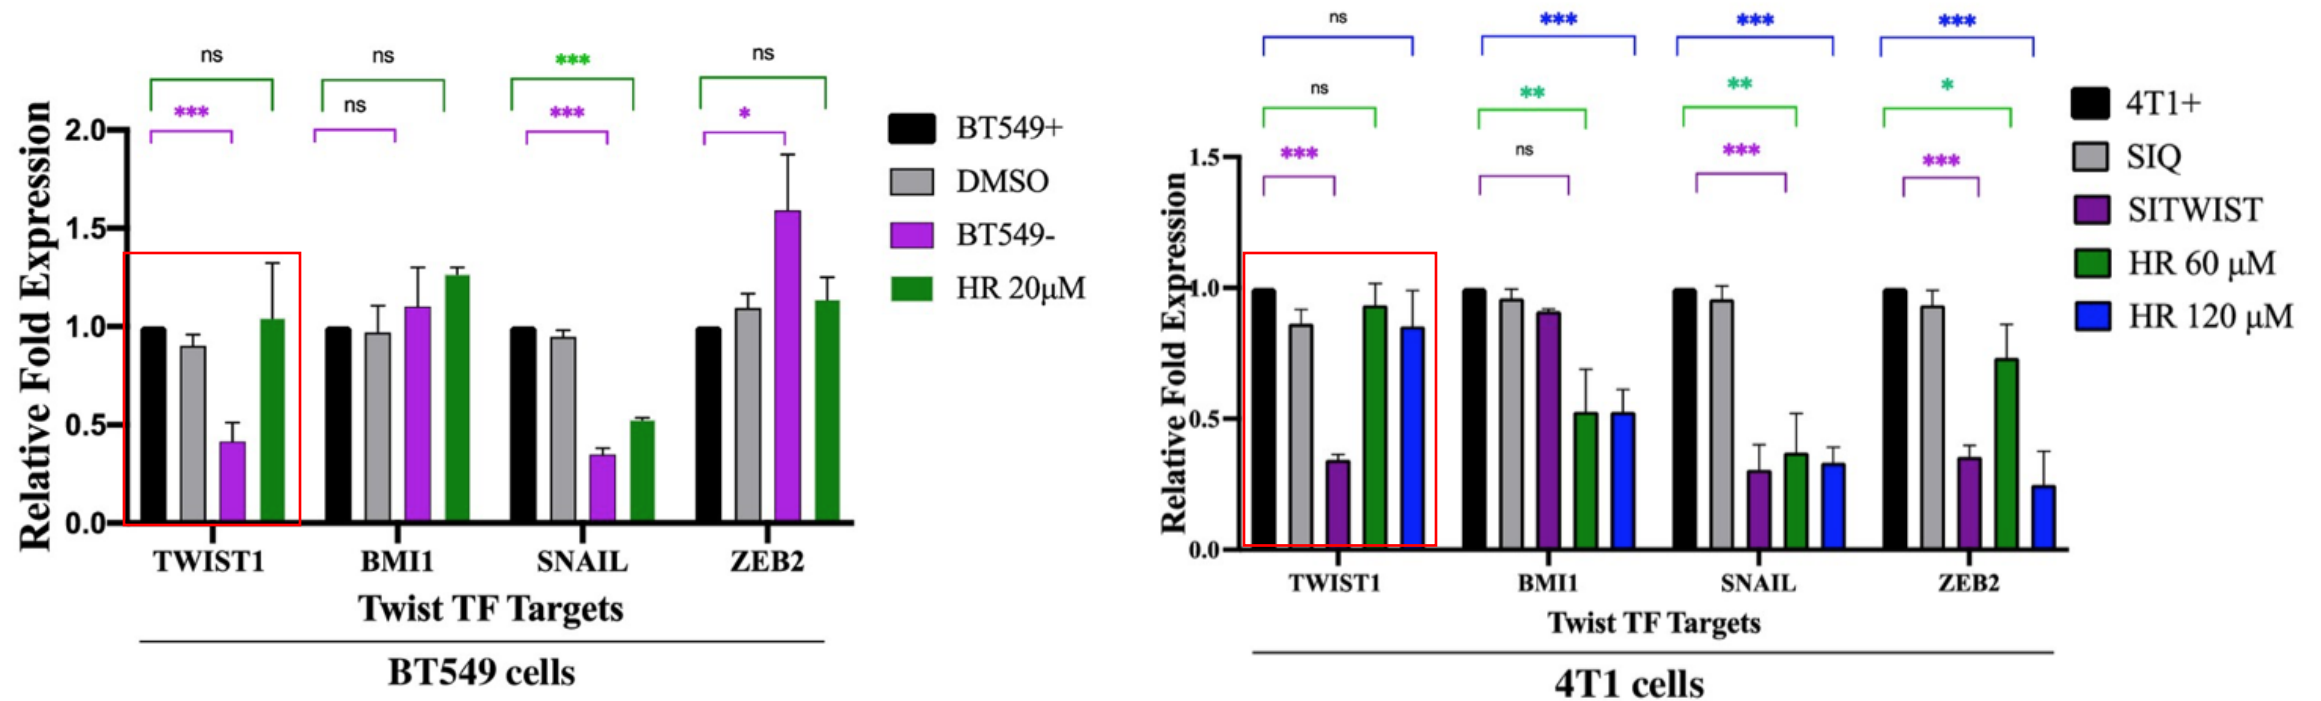 ns
ns
***
ns
***
ns
***
*
Relative Fold Expression
2.0
1.5
1.0
0.5
0.0
TWIST1
BMI1
SNAIL
ZEB2
Twist TF Targets
BT549 cells
BT549+
DMSO
BT549-
HR 20µM
ns
***
***
***
ns
**
**
*
***
ns
***
***
Relative Fold Expression
1.5
1.0
0.5
0.0
TWIST1
BMI1
SNAIL
ZEB2
Twist TF Targets
4T1 cells
4T1+
SIQ
SITWIST
HR 60 µM
HR 120 µM